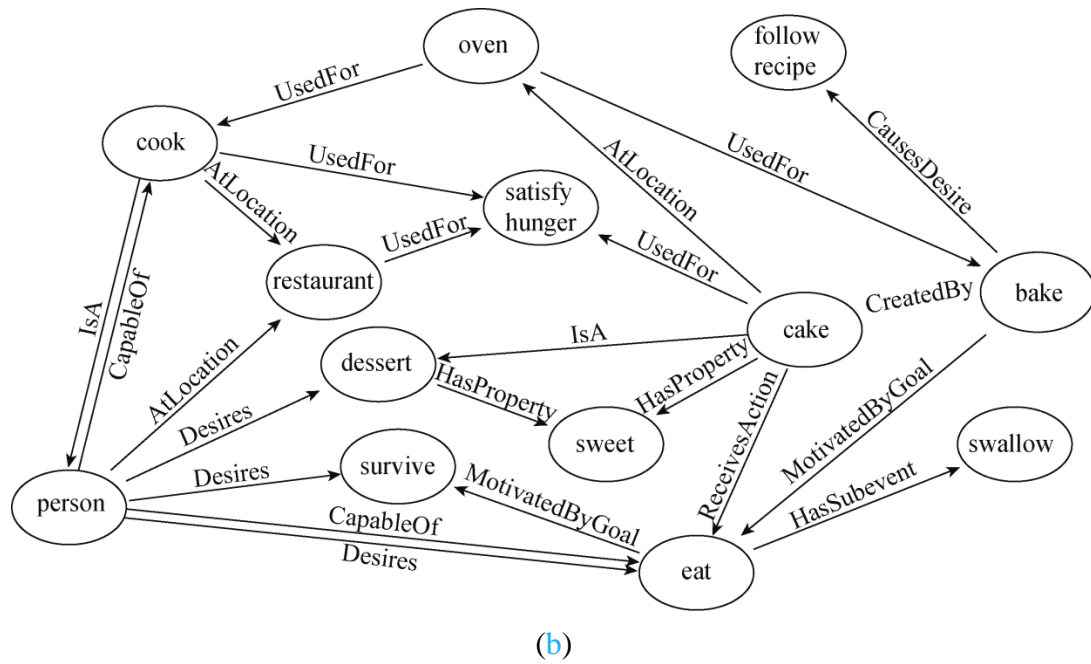 oven
follow
recipe
UsedFor
cook
UsedFor
AtLocation
UsedFor
CausesDesire
AtLocation
satisfy
hunger
UsedFor
restaurant
UsedFor
CreatedBy
bake
IsA
CapableOf
cake
IsA
dessert
HasProperty
HasProperty
AtLocation
Desires
sweet
ReceivesAction
MotivatedByGoal
swallow
survive
Desires
MotivatedByGoal
HasSubevent
person
CapableOf
Desires
eat
(b)